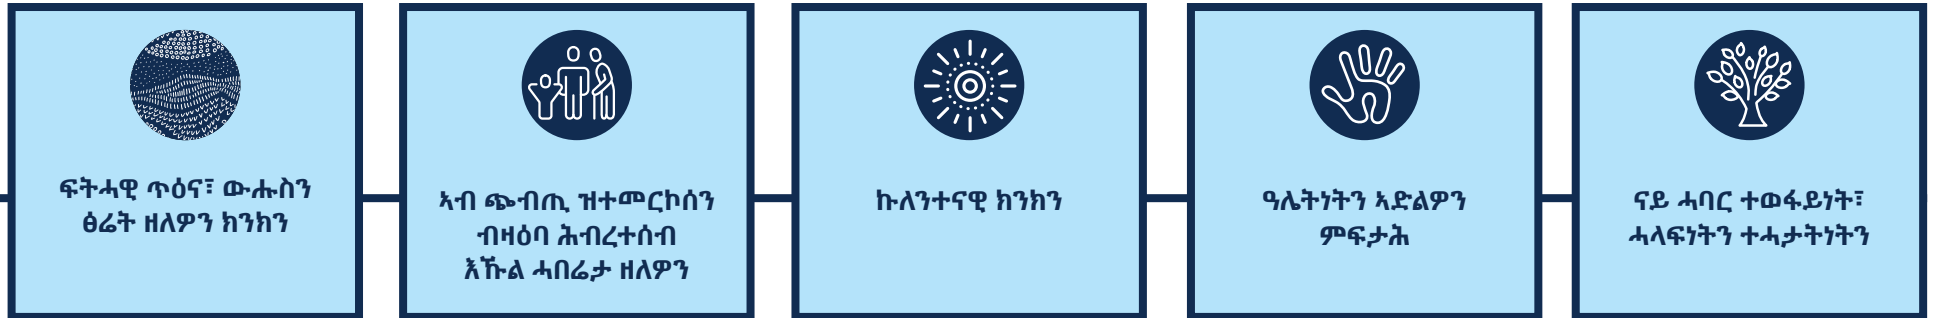 ፍትሓዊ ጥዕና፣ ውሑስን
ፅሬት ዘለዎን ክንክን
ኣብ ጭብጢ ዝተመርኮሰን
ብዛዕባ ሕብረተሰብ
እኹል ሓበሬታ ዘለዎን
ኩለንተናዊ ክንክን
ዓሌትነትን ኣድልዎን
ምፍታሕ
ናይ ሓባር ተወፋይነት፣
ሓላፍነትን ተሓታትነትን